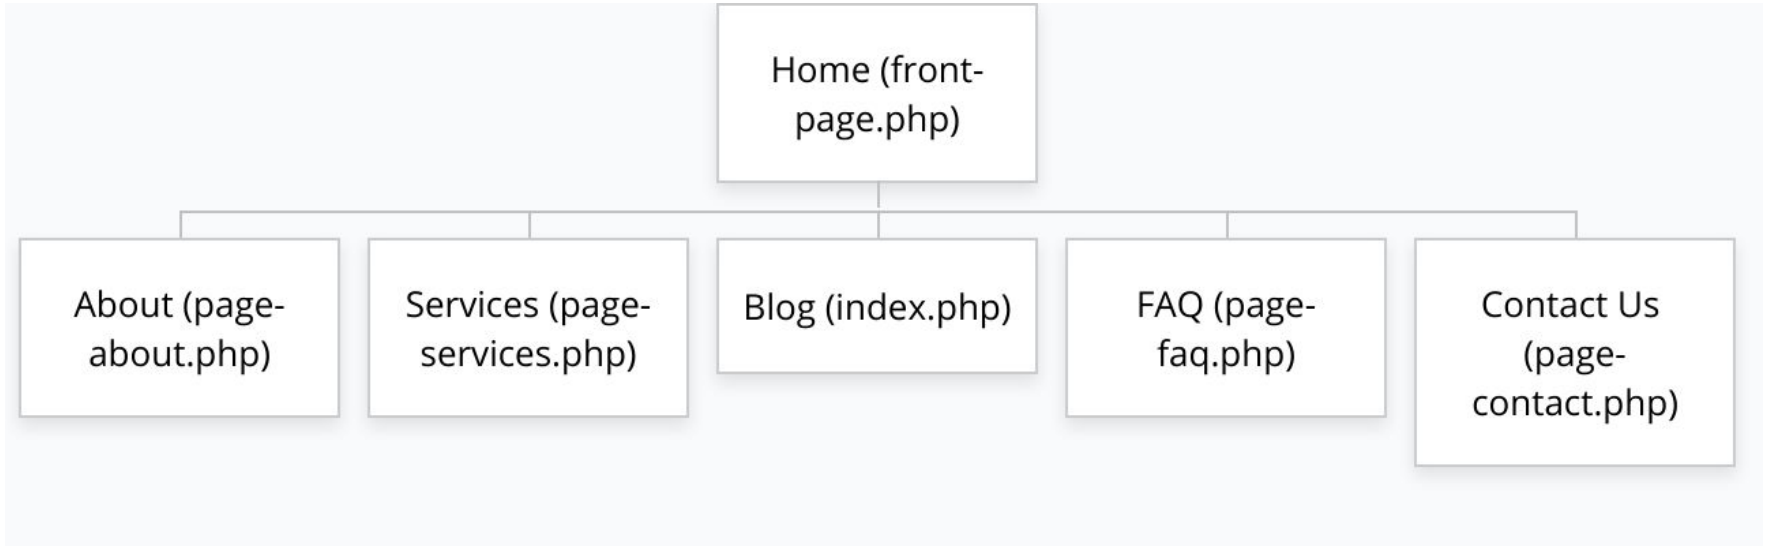 Home (front-
page.php)
About (page-
about.php)
Services (page-
services.php)
Blog (index.php)
FAQ (page-
faq.php)
Contact Us
(page-
contact.php)